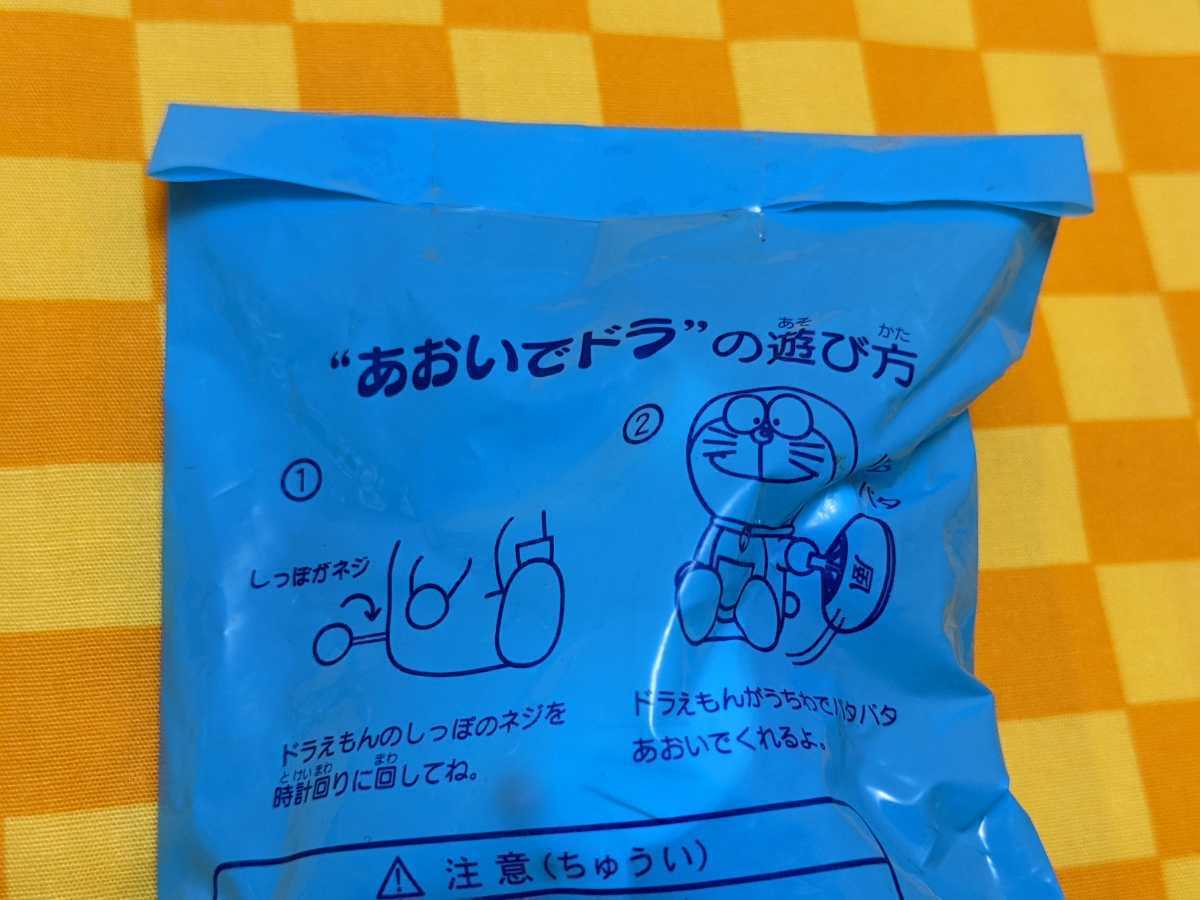 “あおいでドラ”の遊び方
あそ
かた
①
②
しっぽがネジ
ドラえもんのしっぽのネジを
時計回りに回してね。
とけいまわ
まわ
ドラえもんがうちわでパタパタ
あおいでくれるよ。
注意(ちゅうい)